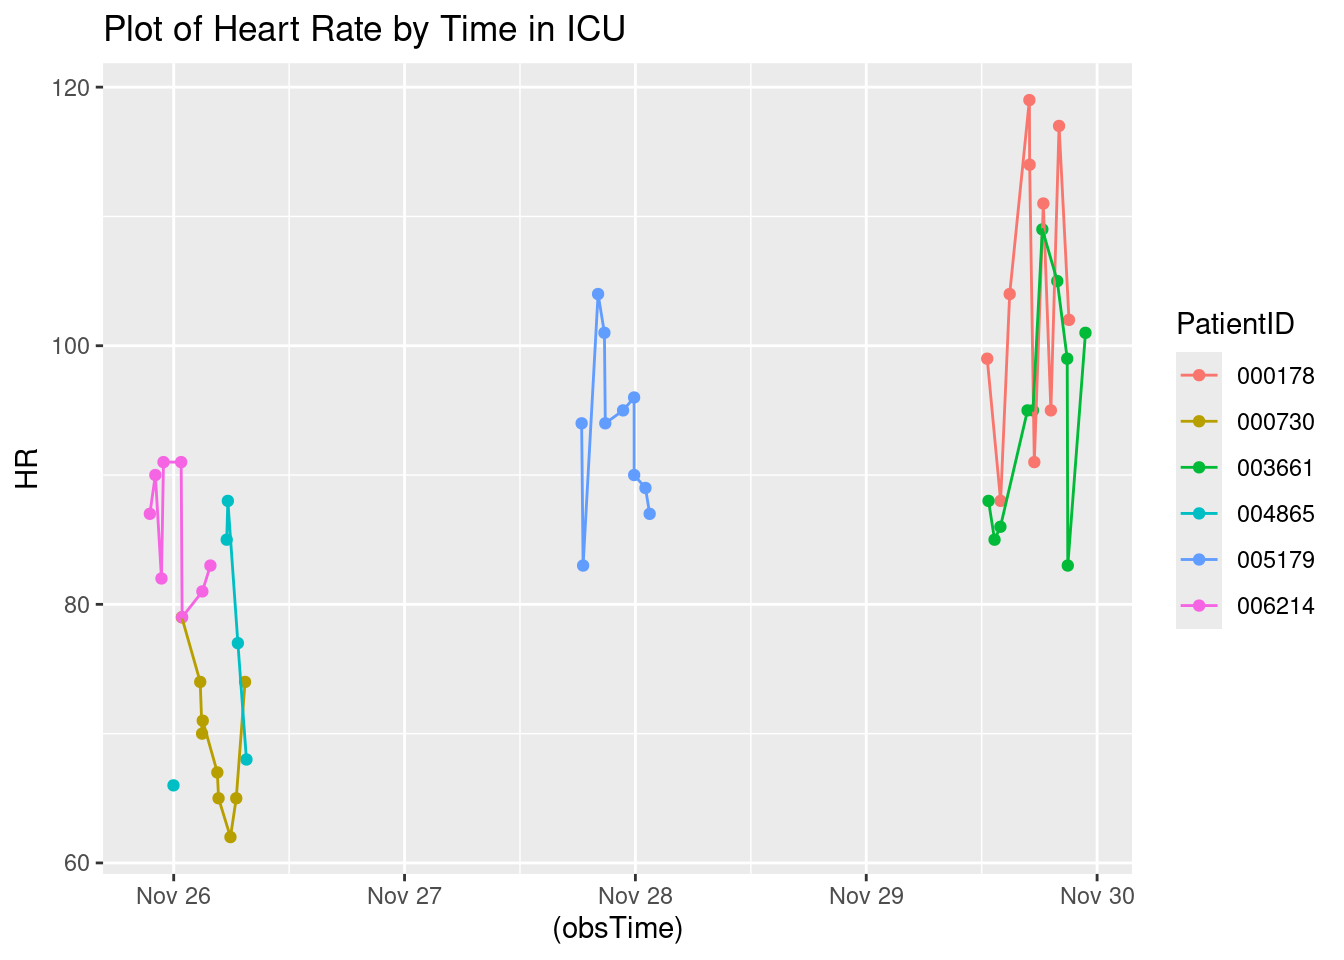 Plot of Heart Rate by Time in ICU
120
100
80
60
HR
Nov 26 Nov 27 Nov 28 Nov 29 Nov 30
(obsTime)
PatientID
000178
000730
003661
004865
005179
006214